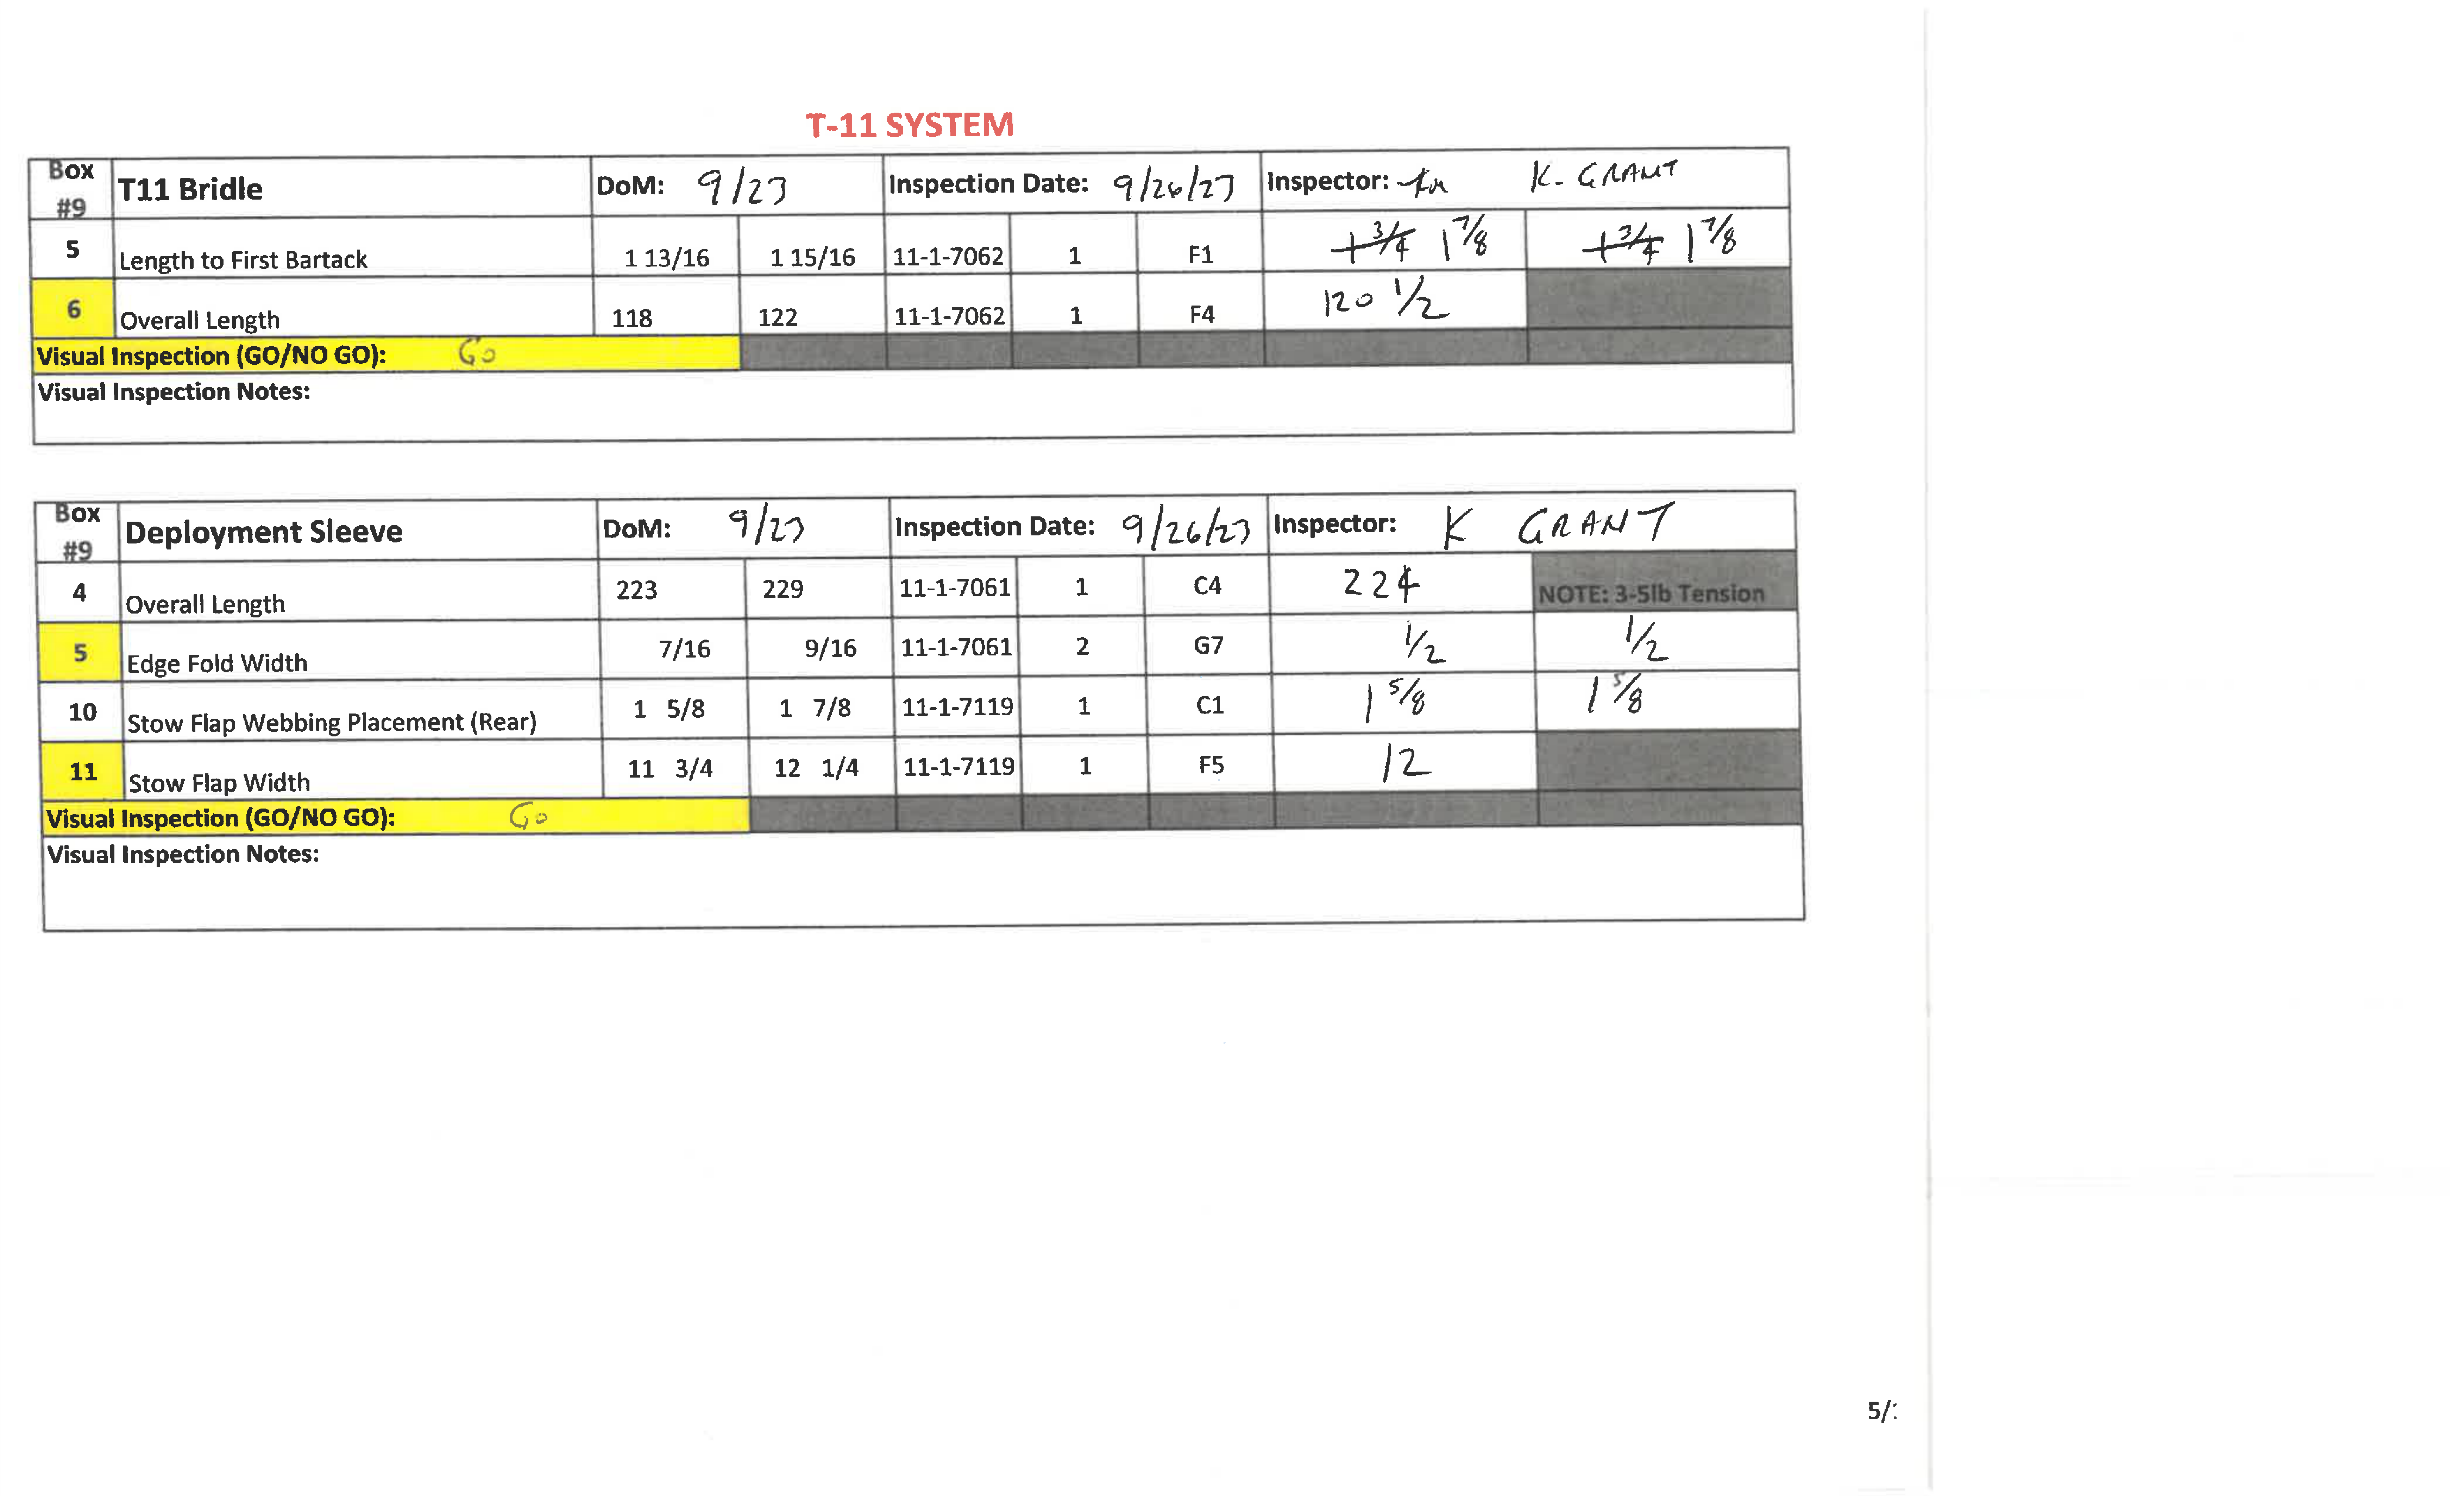 T-11 SYSTEM
Box #9 T11 Bridle DoM: 9/23 Inspection Date: 9/26/23 Inspector: K. GRANT
5 Length to First Bartack 1 13/16 1 15/16 11-1-7062 1 F1 1 3/4 1 7/8 1 3/4 1 7/8
6 Overall Length 118 122 11-1-7062 1 F4 120 1/2
Visual Inspection (GO/NO GO): GO
Visual Inspection Notes:
Box #9 Deployment Sleeve DoM: 9/23 Inspection Date: 9/26/23 Inspector: K GRANT
4 Overall Length 223 229 11-1-7061 1 C4 224 NOTE: 3-5lb Tension
5 Edge Fold Width 7/16 9/16 11-1-7061 2 G7 1/2 1/2
10 Stow Flap Webbing Placement (Rear) 1 5/8 1 7/8 11-1-7119 1 C1 1 5/8 1 5/8
11 Stow Flap Width 11 3/4 12 1/4 11-1-7119 1 F5 12
Visual Inspection (GO/NO GO): GO
Visual Inspection Notes:
5/